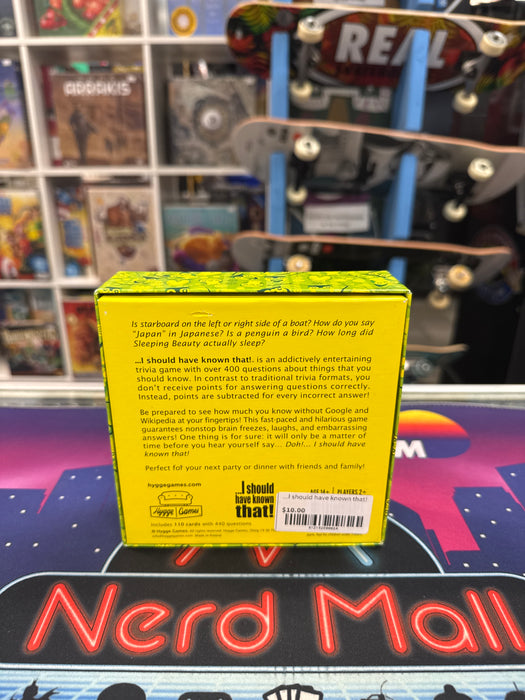 REAL
ARRAKIS
Is starboard on the left or right side of a boat? How do you say
"Japan" in Japanese? Is a penguin a bird? How long did
Sleeping Beauty actually sleep?
...I should have known that!. is an addictively entertaining
trivia game with over 400 questions about things that you
should know. In contrast to traditional trivia formats, you
don't receive points for answering questions correctly.
Instead, points are subtracted for every incorrect answer!
Be prepared to see how much you know without Google and
Wikipedia at your fingertips! This fast-paced and hilarious game
guarantees nonstop brain freezes, laughs, and embarrassing
answers! One thing is for sure: it will only be a matter of
time before you hear yourself say... Doh!... I should have
known that!
Perfect fof your next party or dinner with friends and family!
hyggegames.com
Hygge Games
...I should
have known
that!
AGES 16+ PLAYERS 2+
...I should have known that!
$10.00
Includes 110 cards with 440 questions
M
Nerd Mall